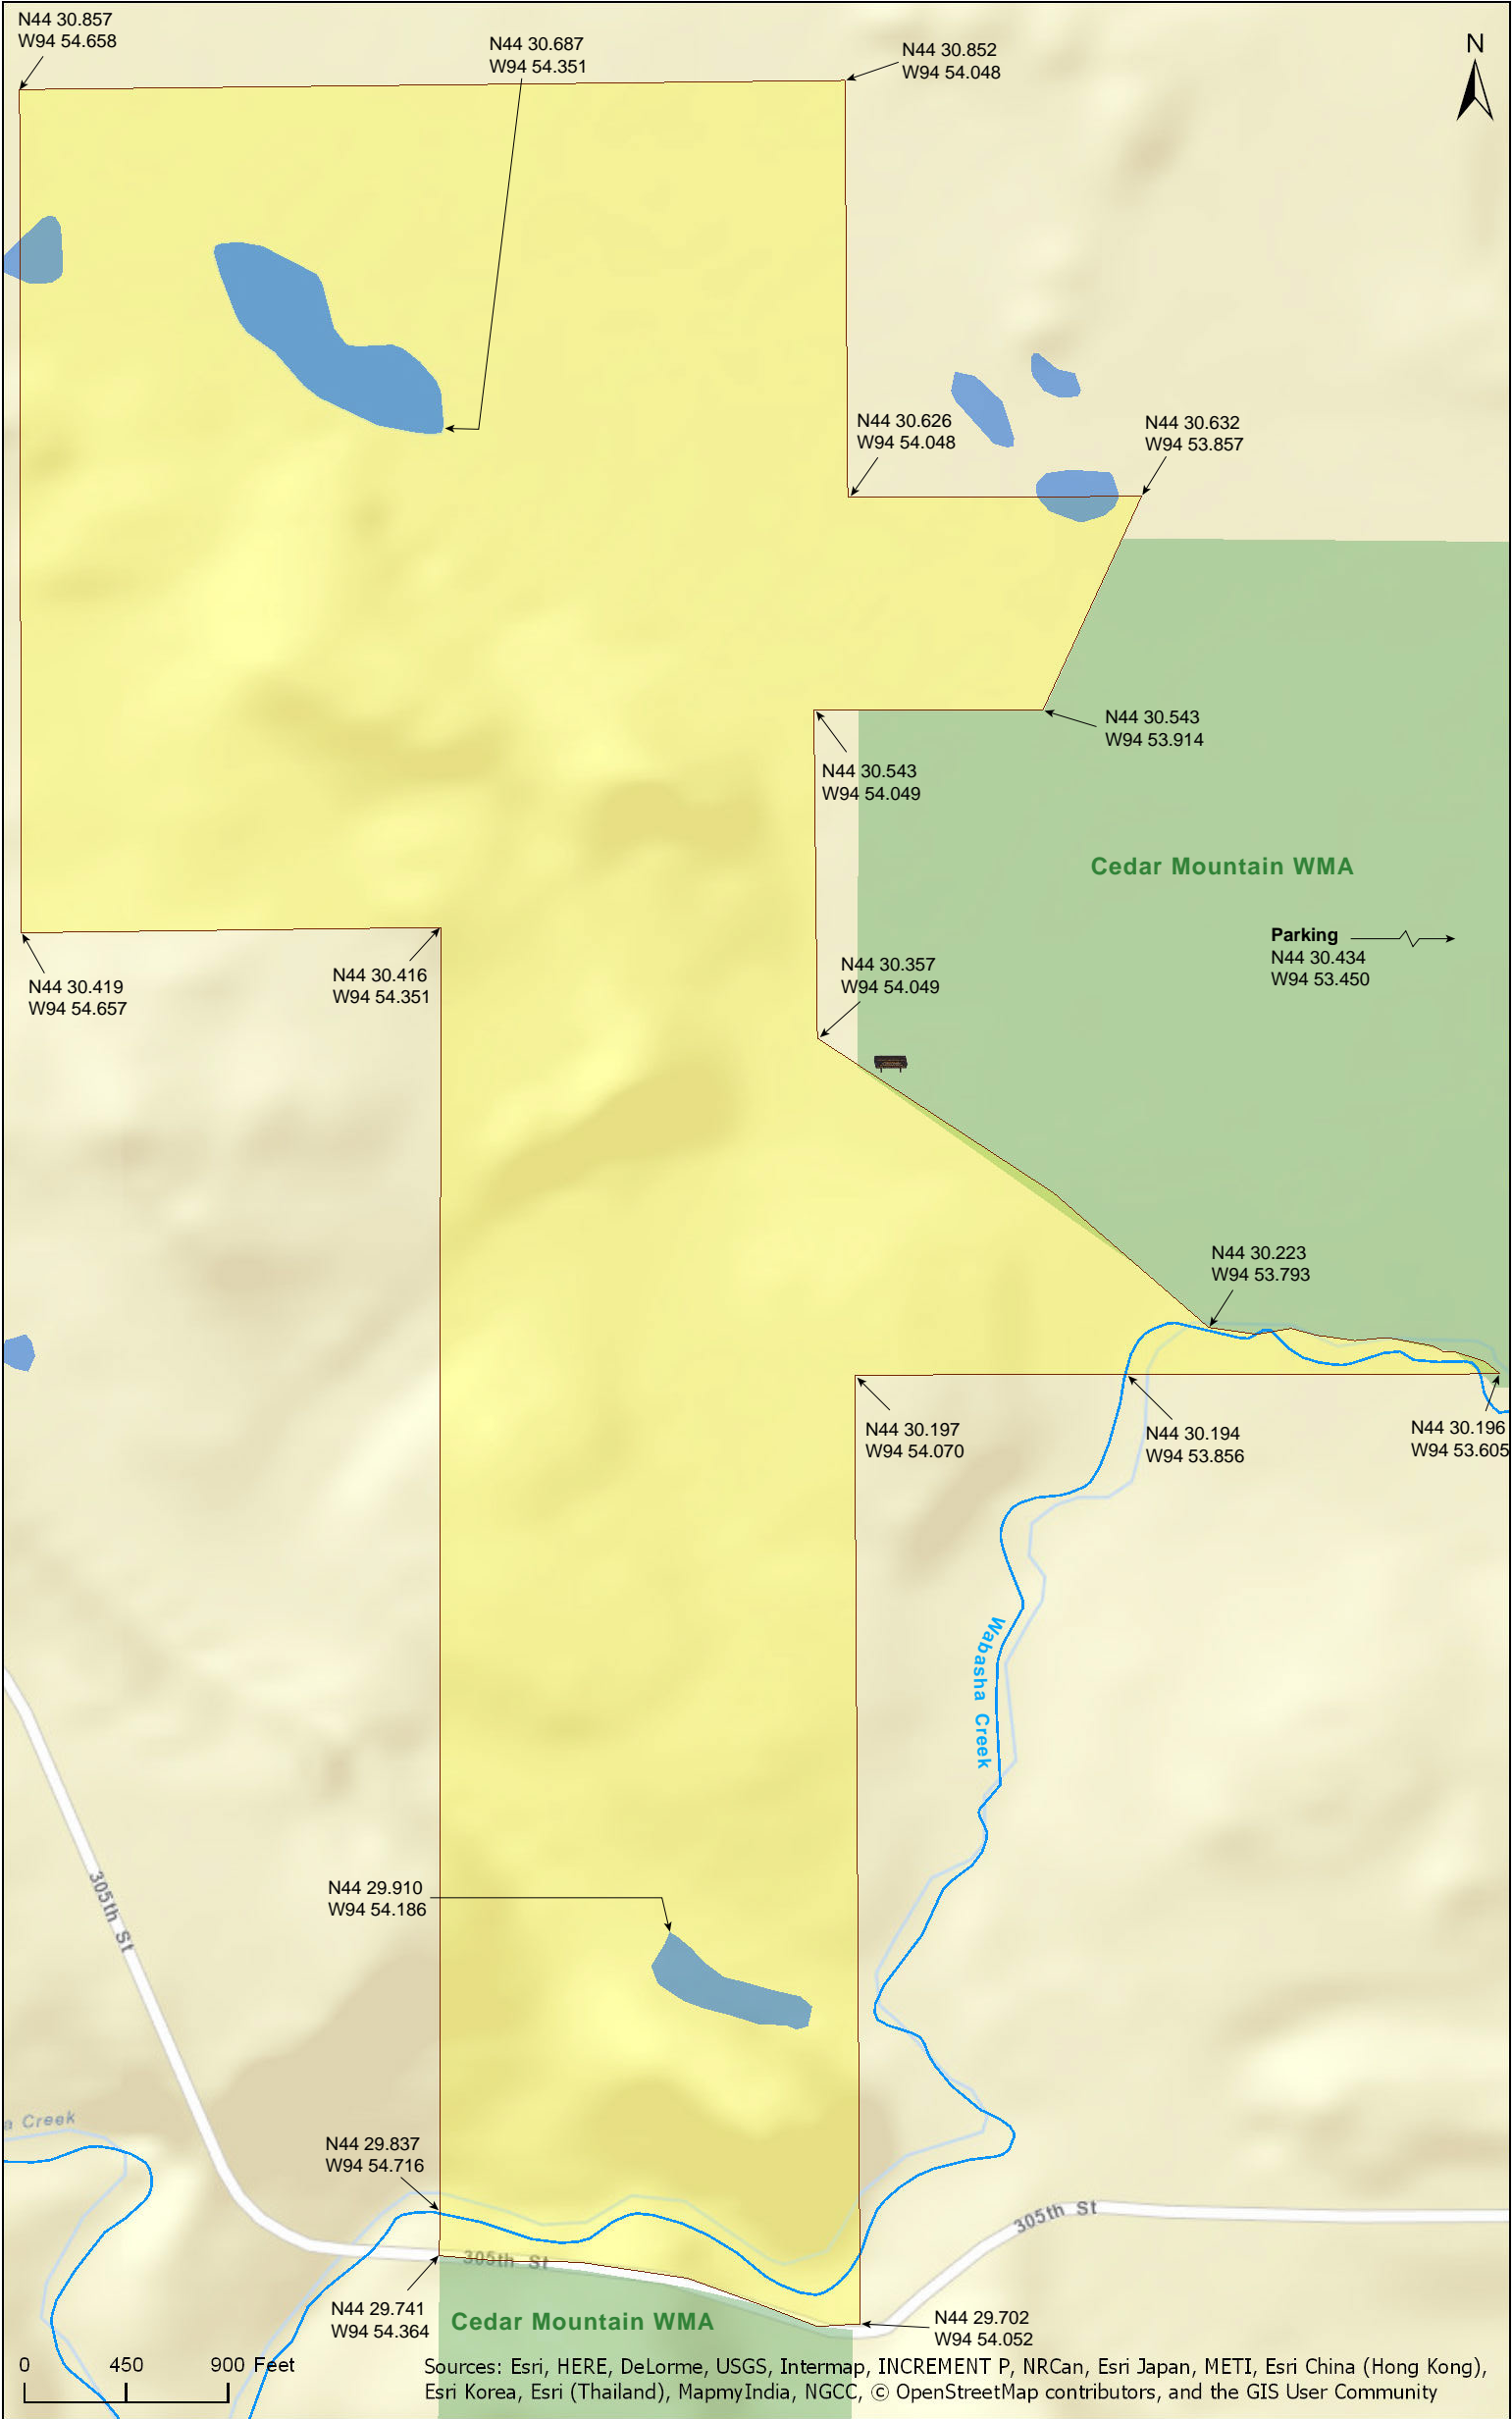 N44 30.857
W94 54.658
N44 30.687
W94 54.351
N44 30.852
W94 54.048
N
N44 30.626
W94 54.048
N44 30.632
W94 53.857
N44 30.543
W94 53.914
N44 30.543
W94 54.049
Cedar Mountain WMA
Parking
N44 30.434
W94 53.450
N44 30.357
W94 54.049
N44 30.419
W94 54.657
N44 30.416
W94 54.351
N44 30.223
W94 53.793
N44 30.197
W94 54.070
N44 30.194
W94 53.856
N44 30.196
W94 53.605
Wabasha Creek
305th St
N44 29.910
W94 54.186
a Creek
N44 29.837
W94 54.716
305th St
305th St
N44 29.741
W94 54.364
Cedar Mountain WMA
N44 29.702
W94 54.052
0 450 900 Feet
Sources: Esri, HERE, DeLorme, USGS, Intermap, INCREMENT P, NRCan, Esri Japan, METI, Esri China (Hong Kong),
Esri Korea, Esri (Thailand), MapmyIndia, NGCC, © OpenStreetMap contributors, and the GIS User Community